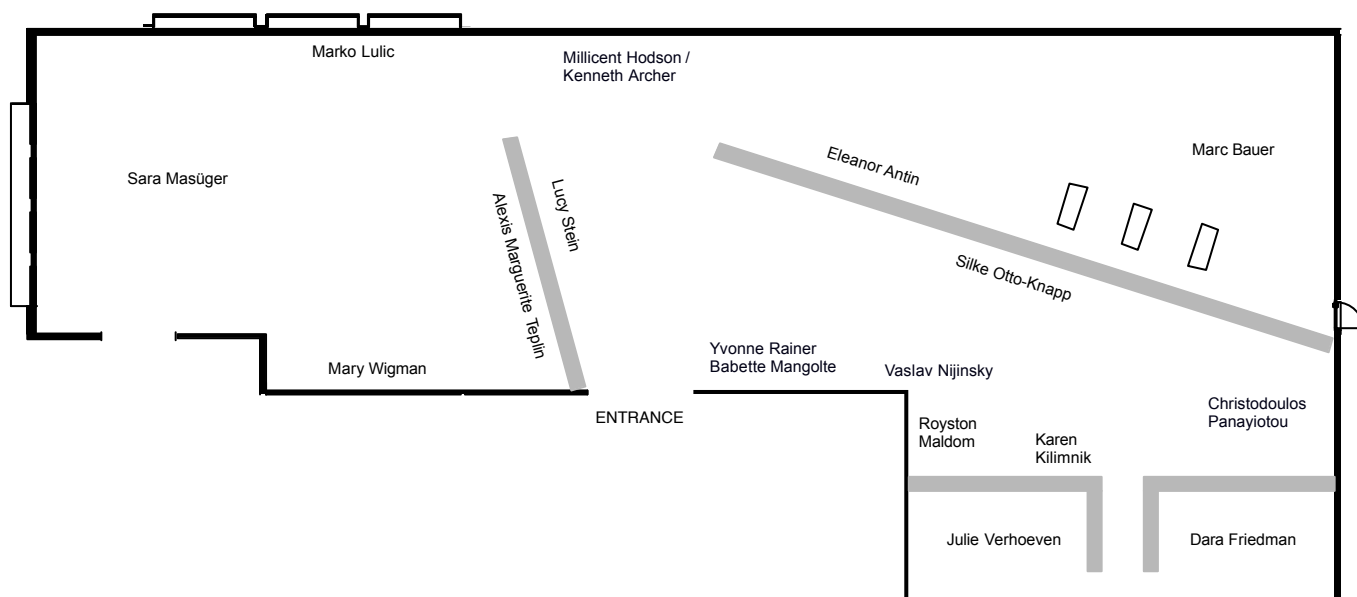 Marko Lulic
Millicent Hodson /
Kenneth Archer
Marc Bauer
Eleanor Antin
Sara Masüger
Lucy Stein
Alexis Marguerite Teplin
Silke Otto-Knapp
Yvonne Rainer
Babette Mangolte
Vaslav Nijinsky
Mary Wigman
ENTRANCE
Christodoulos
Panayiotou
Royston
Maldom
Karen
Kilimnik
Julie Verhoeven
Dara Friedman